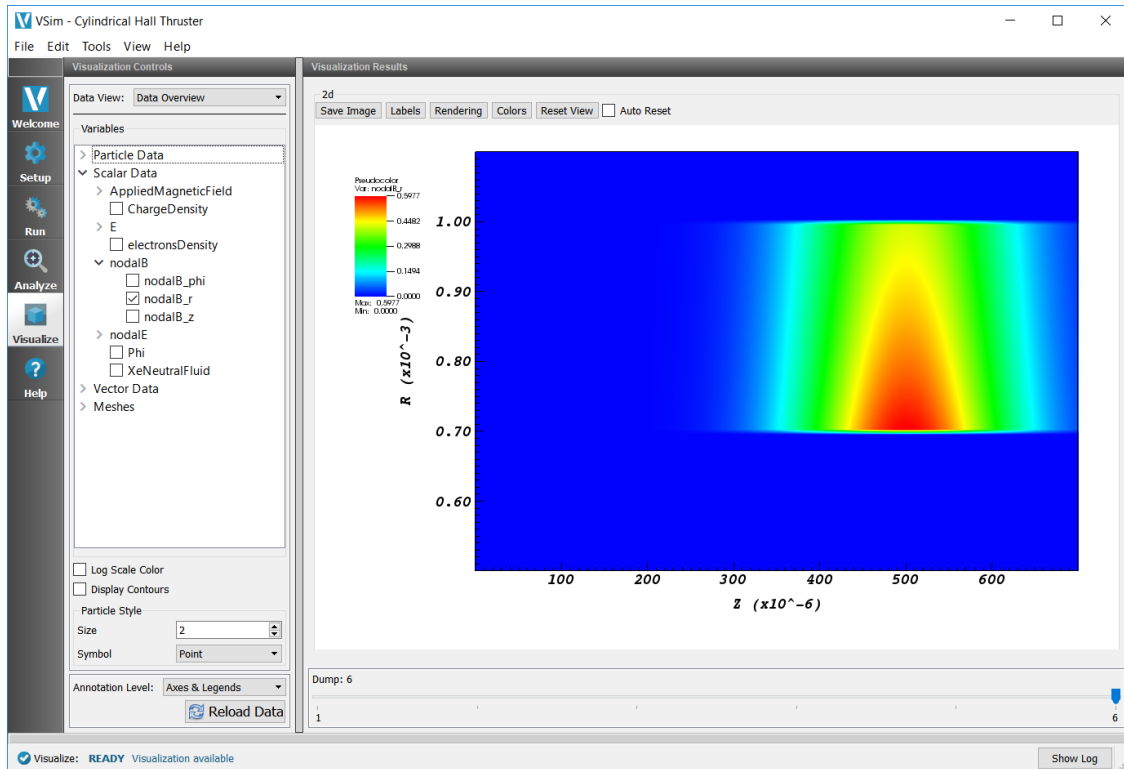 VSim - Cylindrical Hall Thruster
File Edit Tools View Help
Welcome
Setup
Run
Analyze
Visualize
Help
Visualization Controls
Data View: Data Overview
Variables
Particle Data
Scalar Data
AppliedMagneticField
ChargeDensity
E
electronsDensity
nodalB
nodalB_phi
nodalB_r
nodalB_z
nodalE
Phi
XeNeutralFluid
Vector Data
Meshes
Log Scale Color
Display Contours
Particle Style
Size 2
Symbol Point
Annotation Level: Axes & Legends
Reload Data
Visualization Results
2d
Save Image Labels Rendering Colors Reset View Auto Reset
Pseudocolor
Var: nodalB_r
0.5977
0.4482
0.2988
0.1494
0.0000
Max: 0.5977
Min: 0.0000
R (x10^-3)
1.00
0.90
0.80
0.70
0.60
100 200 300 400 500 600
Z (x10^-6)
Dump: 6
1 6
Visualize: READY Visualization available
Show Log